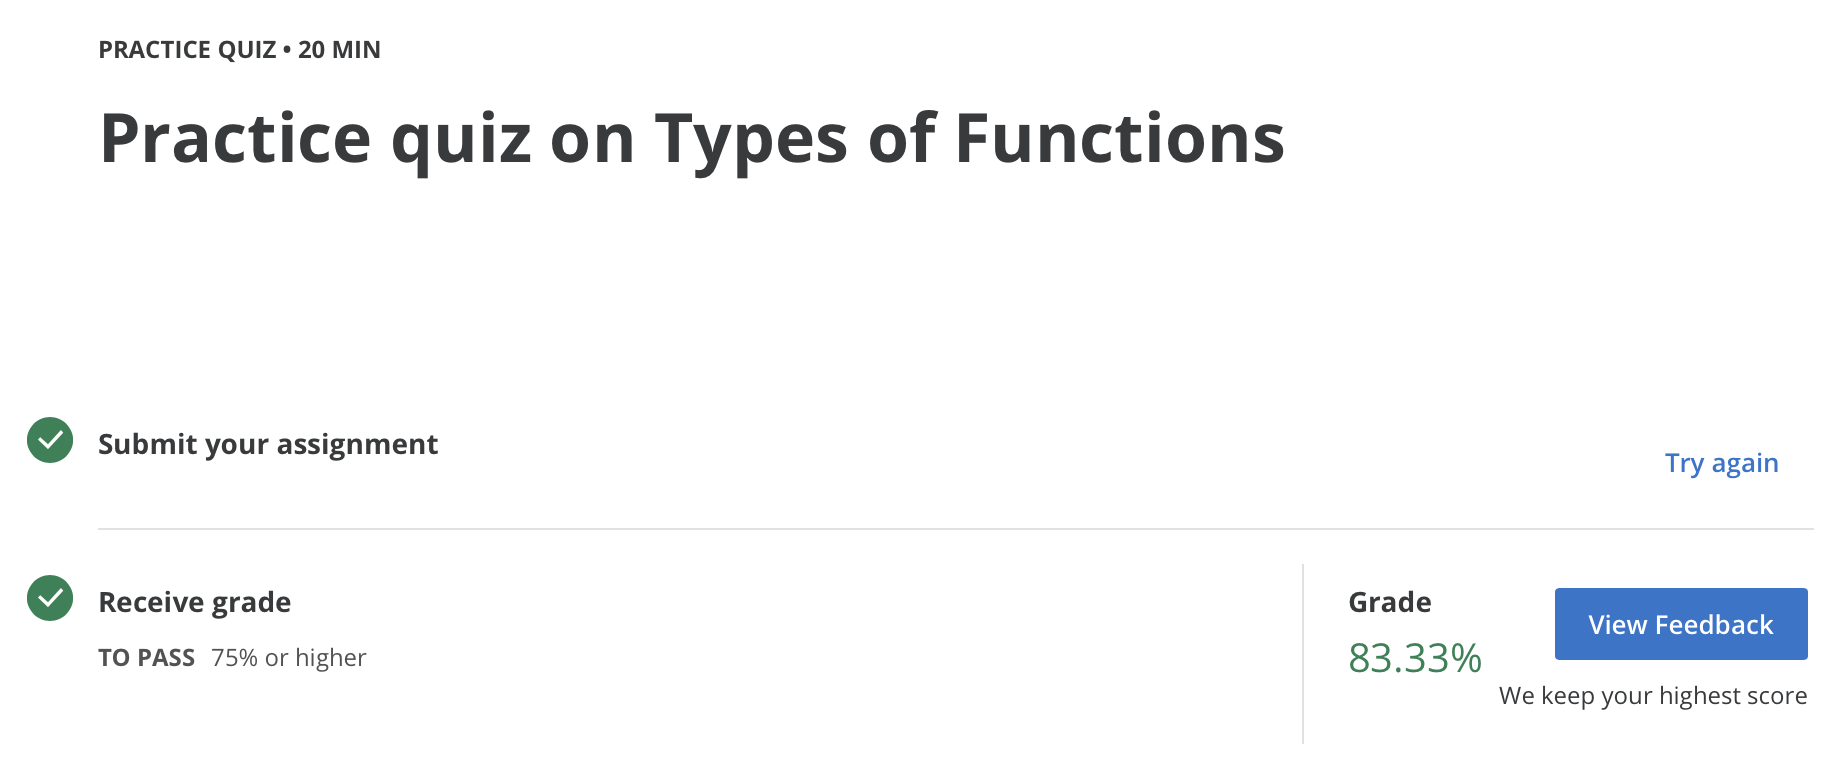 PRACTICE QUIZ • 20 MIN
Practice quiz on Types of Functions
Submit your assignment
Try again
Receive grade
TO PASS 75% or higher
Grade
83.33%
View Feedback
We keep your highest score